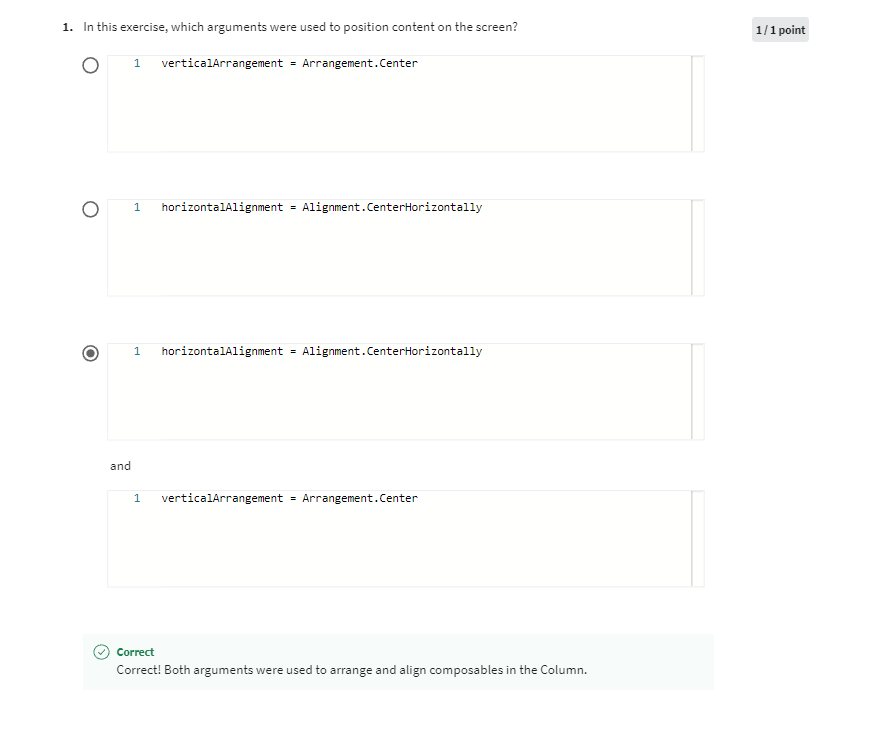 1. In this exercise, which arguments were used to position content on the screen?
1 / 1 point
1 verticalArrangement = Arrangement.Center
1 horizontalAlignment = Alignment.CenterHorizontally
1 horizontalAlignment = Alignment.CenterHorizontally
and
1 verticalArrangement = Arrangement.Center
Correct
Correct! Both arguments were used to arrange and align composables in the Column.